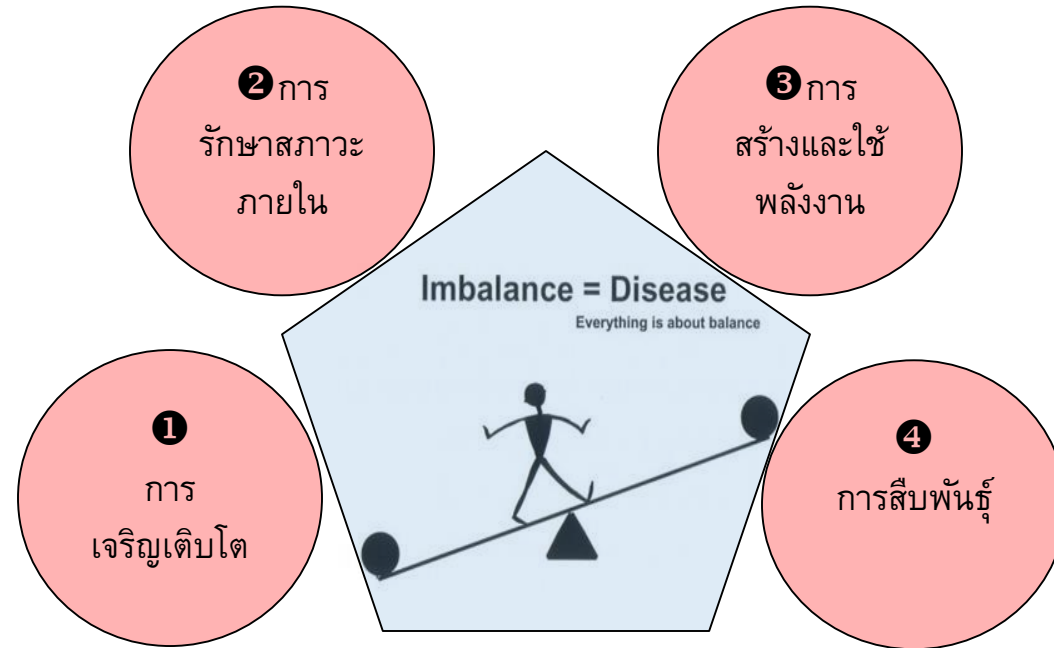 ❷การ
รักษาสภาวะ
ภายใน
❸การ
สร้างและใช้
พลังงาน
Imbalance = Disease
Everything is about balance
❶
การ
เจริญเติบโต
❹
การสืบพันธุ์